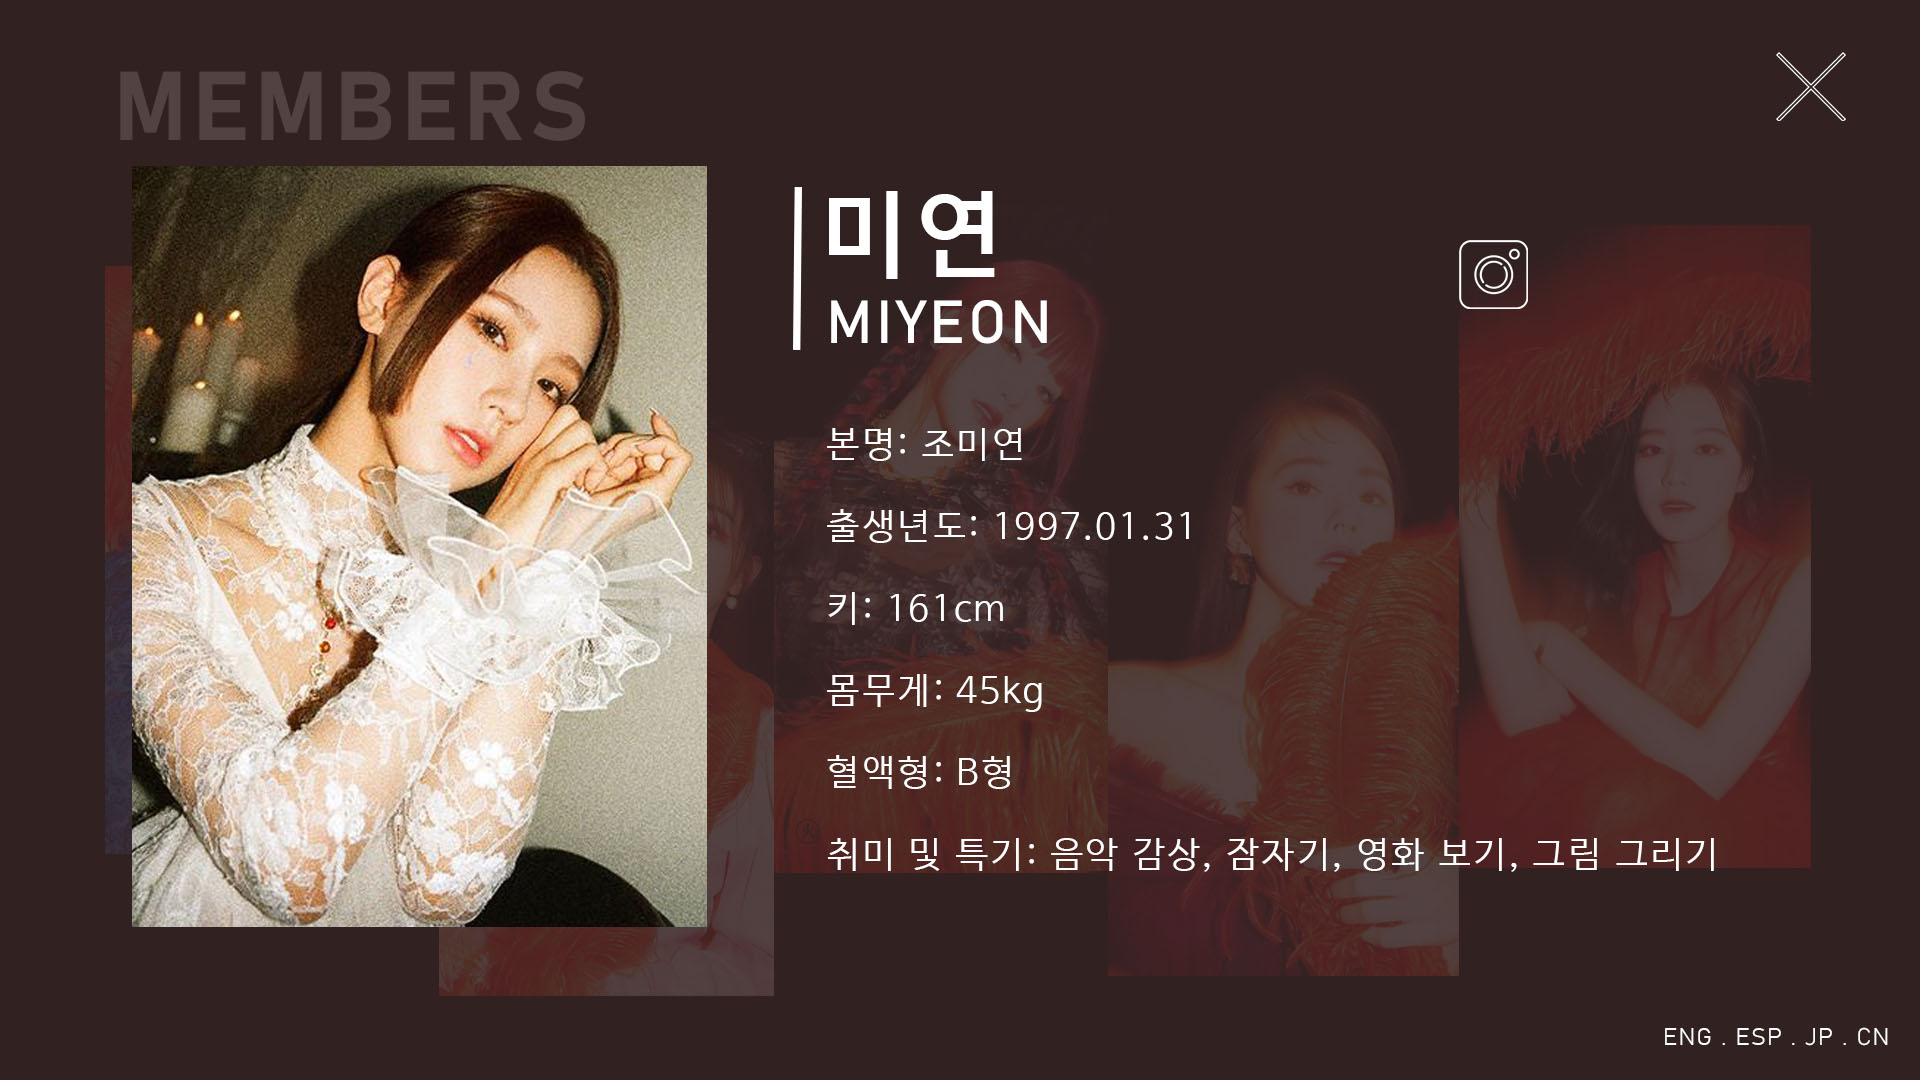 MEMBERS
미연
MIYEON
본명: 조미연
출생년도: 1997.01.31
키: 161cm
몸무게: 45kg
혈액형: B형
취미 및 특기: 음악 감상, 잠자기, 영화 보기, 그림 그리기
ENG . ESP . JP . CN